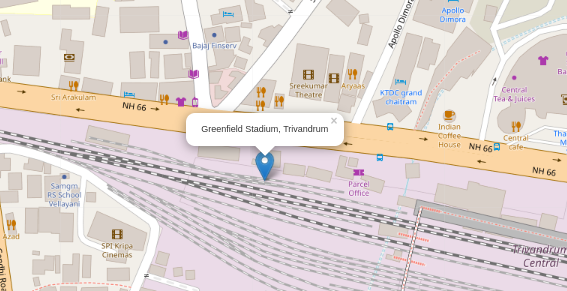 Apollo Dimora
Apollo
Dimora
Bajaj Finserv
Sreekumar
Theatre
Aryaas
KTDC grand
chaitram
Central
Tea & Juices
Sri Arakulam
NH 66
Greenfield Stadium, Trivandrum
×
Indian
Coffee
House
Central
cafe
NH 66
NH 66
Parcel
Office
RS School
Vellayani
Azad
SPI Kripa
Cinemas
Trivandrum
Central